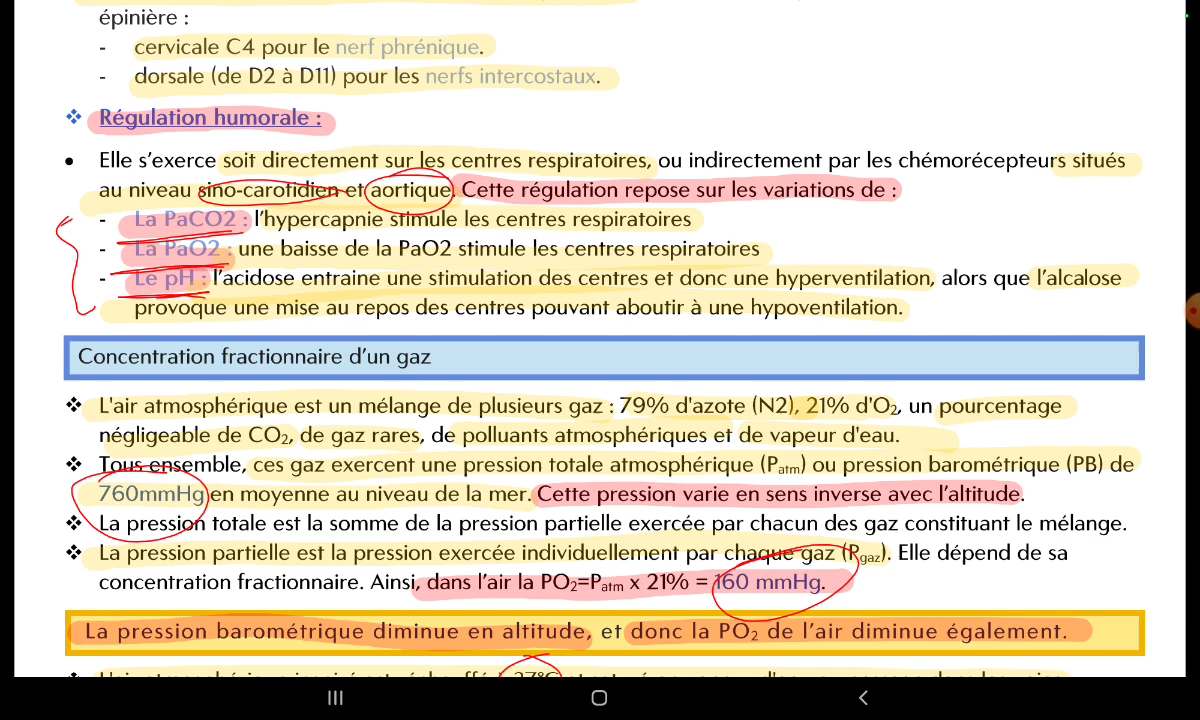 épinière :
- cervicale C4 pour le nerf phrénique.
- dorsale (de D2 à D11) pour les nerfs intercostaux.
❖ Régulation humorale :
• Elle s’exerce soit directement sur les centres respiratoires, ou indirectement par les chémorécepteurs situés
au niveau sino-carotidien et aortique. Cette régulation repose sur les variations de :
- La PaCO2 : l’hypercapnie stimule les centres respiratoires
- La PaO2 : une baisse de la PaO2 stimule les centres respiratoires
- Le pH : l’acidose entraine une stimulation des centres et donc une hyperventilation, alors que l’alcalose
provoque une mise au repos des centres pouvant aboutir à une hypoventilation.
Concentration fractionnaire d’un gaz
❖ L'air atmosphérique est un mélange de plusieurs gaz : 79% d'azote (N2), 21% d'O₂, un pourcentage
négligeable de CO₂, de gaz rares, de polluants atmosphériques et de vapeur d'eau.
❖ Tous ensemble, ces gaz exercent une pression totale atmosphérique (Patm) ou pression barométrique (PB) de
760mmHg en moyenne au niveau de la mer. Cette pression varie en sens inverse avec l’altitude.
❖ La pression totale est la somme de la pression partielle exercée par chacun des gaz constituant le mélange.
❖ La pression partielle est la pression exercée individuellement par chaque gaz (Pgaz). Elle dépend de sa
concentration fractionnaire. Ainsi, dans l’air la PO₂=Patm x 21% = 160 mmHg.
La pression barométrique diminue en altitude, et donc la PO₂ de l’air diminue également.